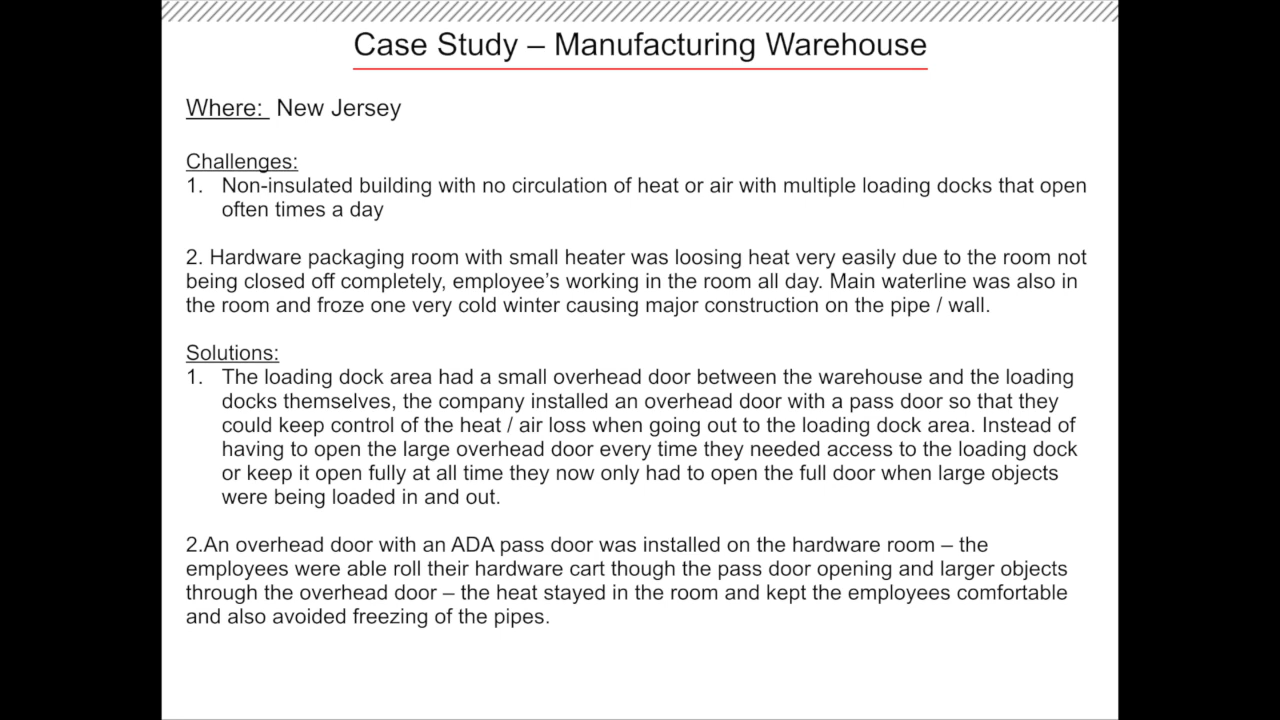 Case Study – Manufacturing Warehouse
Where: New Jersey
Challenges:
1. Non-insulated building with no circulation of heat or air with multiple loading docks that open
often times a day
2. Hardware packaging room with small heater was loosing heat very easily due to the room not
being closed off completely, employee’s working in the room all day. Main waterline was also in
the room and froze one very cold winter causing major construction on the pipe / wall.
Solutions:
1. The loading dock area had a small overhead door between the warehouse and the loading
docks themselves, the company installed an overhead door with a pass door so that they
could keep control of the heat / air loss when going out to the loading dock area. Instead of
having to open the large overhead door every time they needed access to the loading dock
or keep it open fully at all time they now only had to open the full door when large objects
were being loaded in and out.
2.An overhead door with an ADA pass door was installed on the hardware room – the
employees were able roll their hardware cart though the pass door opening and larger objects
through the overhead door – the heat stayed in the room and kept the employees comfortable
and also avoided freezing of the pipes.